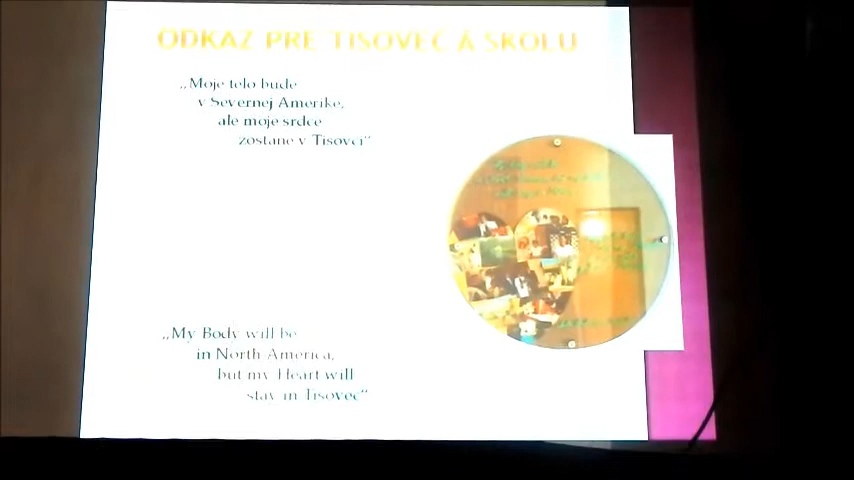 ODKAZ PRE TISOVEC A ŠKOLU
„Moje telo bude
v Severnej Amerike,
ale moje srdce
zostane v Tisovci“
„My Body will be
in North America,
but my Heart will
stay in Tisovec“